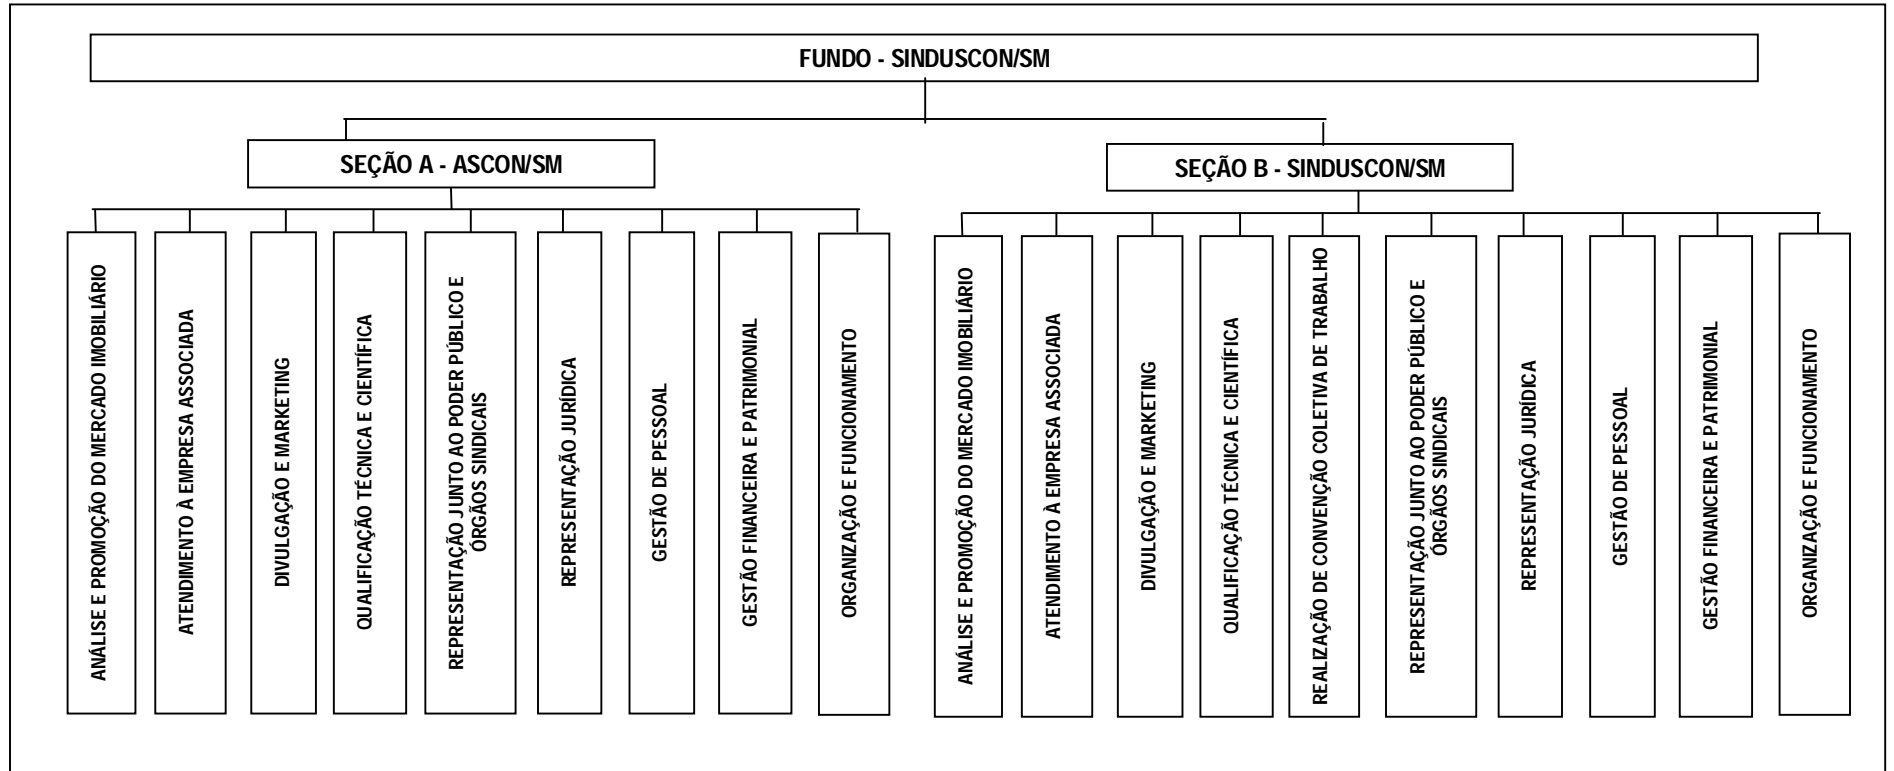 FUNDO - SINDUSCON/SM
SEÇÃO A - ASCON/SM
SEÇÃO B - SINDUSCON/SM
ANÁLISE E PROMOÇÃO DO MERCADO IMOBILIÁRIO
ATENDIMENTO À EMPRESA ASSOCIADA
DIVULGAÇÃO E MARKETING
QUALIFICAÇÃO TÉCNICA E CIENTÍFICA
REPRESENTAÇÃO JUNTO AO PODER PÚBLICO E
ÓRGÃOS SINDICAIS
REPRESENTAÇÃO JURÍDICA
GESTÃO DE PESSOAL
GESTÃO FINANCEIRA E PATRIMONIAL
ORGANIZAÇÃO E FUNCIONAMENTO
ANÁLISE E PROMOÇÃO DO MERCADO IMOBILIÁRIO
ATENDIMENTO À EMPRESA ASSOCIADA
DIVULGAÇÃO E MARKETING
QUALIFICAÇÃO TÉCNICA E CIENTÍFICA
REALIZAÇÃO DE CONVENÇÃO COLETIVA DE TRABALHO
REPRESENTAÇÃO JUNTO AO PODER PÚBLICO E
ÓRGÃOS SINDICAIS
REPRESENTAÇÃO JURÍDICA
GESTÃO DE PESSOAL
GESTÃO FINANCEIRA E PATRIMONIAL
ORGANIZAÇÃO E FUNCIONAMENTO